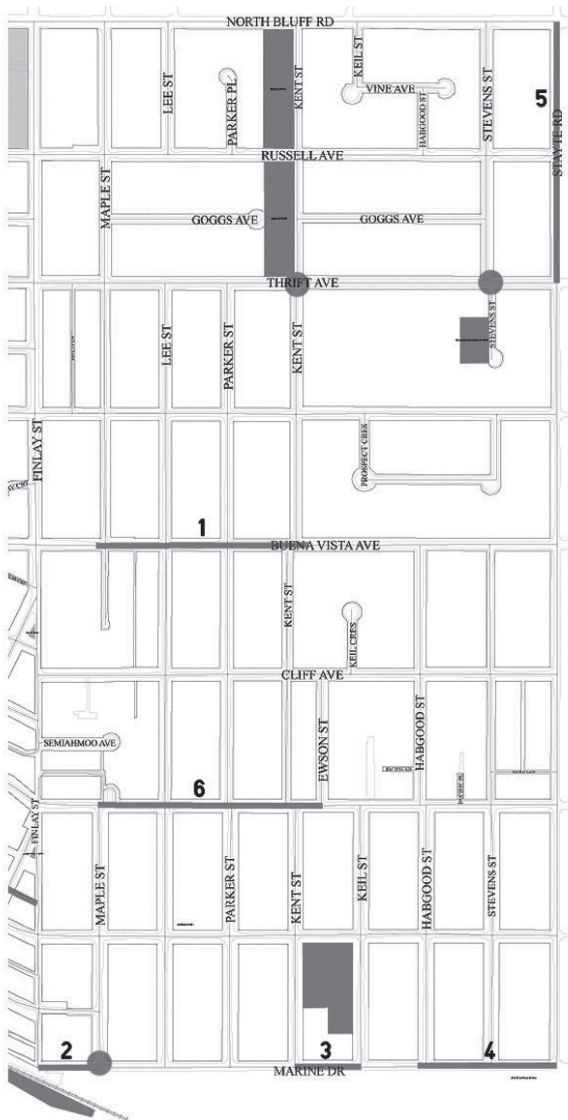 NORTH BLUFF RD
LEE ST
PARKER PL
KENT ST
KEIL ST
VINE AVE
HABGOOD ST
STEVENS ST
5
STAYTE RD
RUSSELL AVE
MAPLE ST
GOGGS AVE
GOGGS AVE
THRIFT AVE
LEE ST
PARKER ST
KENT ST
STEVENS ST
FINLAY ST
PROSPECT CRES
1
BUENA VISTA AVE
KENT ST
KEIL CRES
CLIFF AVE
SEMIAHMOO AVE
EWSON ST
HABGOOD ST
6
FINLAY ST
MAPLE ST
PARKER ST
KENT ST
KEIL ST
HABGOOD ST
STEVENS ST
2
3
4
MARINE DR